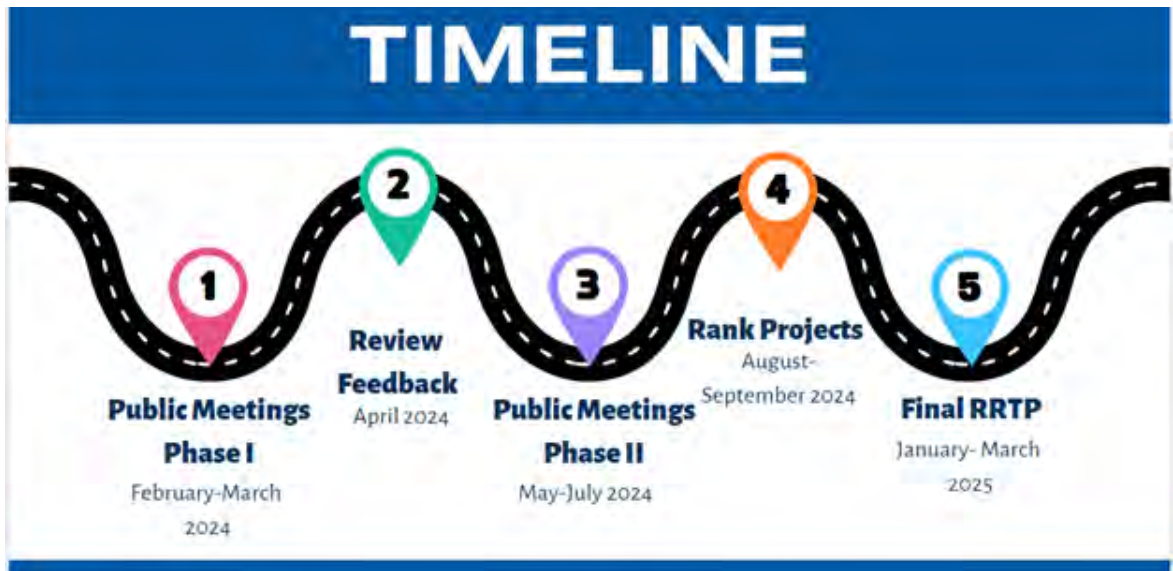 TIMELINE
1
Public Meetings
Phase I
February-March
2024
2
Review
Feedback
April 2024
3
Public Meetings
Phase II
May-July 2024
4
Rank Projects
August-
September 2024
5
Final RRTP
January- March
2025